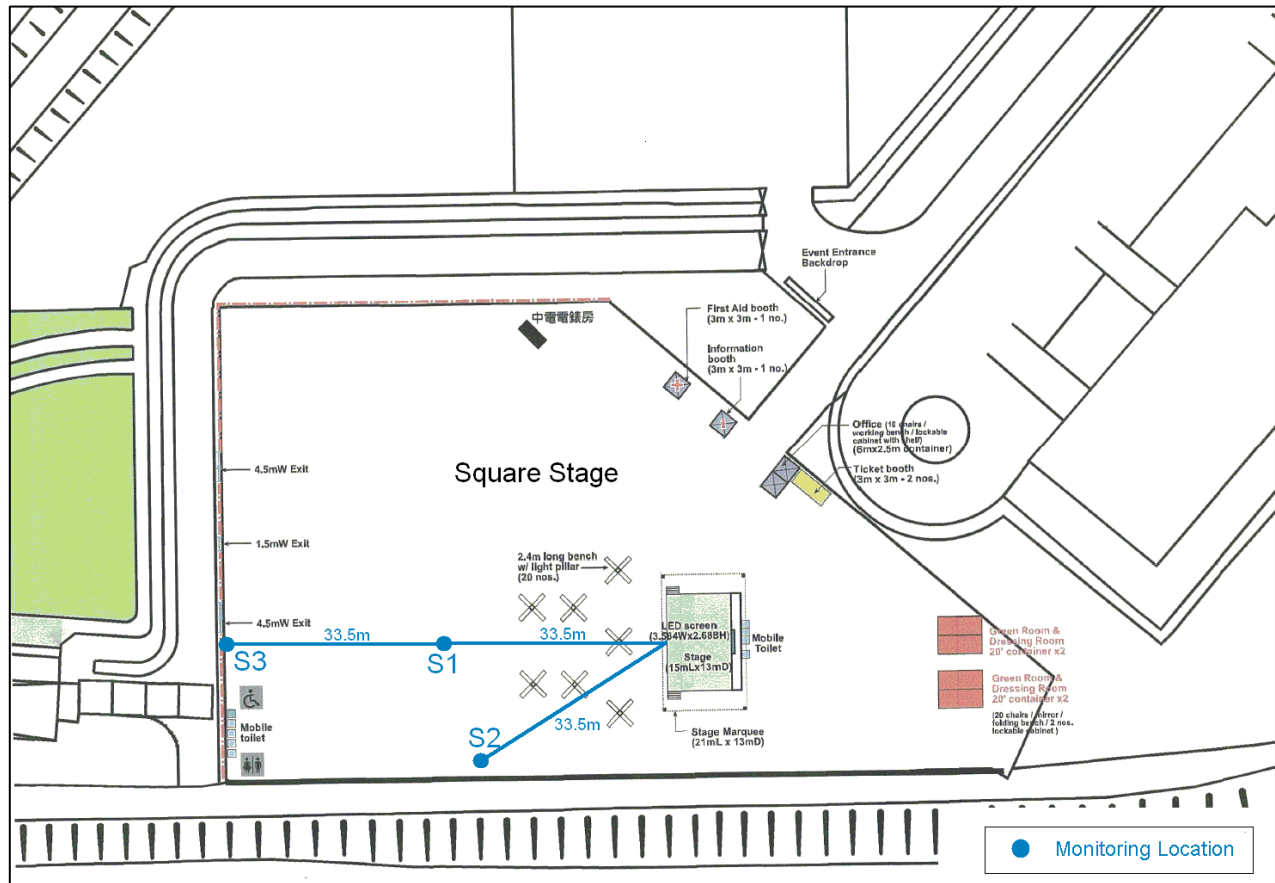 Event Entrance
Backdrop
First Aid booth
(3m x 3m - 1 no.)
中電電錶房
Information
booth
(3m x 3m - 1 no.)
Office (10 chairs /
working bench / lockable
cabinet with shelf)
(6mx2.5m container)
Ticket booth
(3m x 3m - 2 nos.)
Square Stage
4.5mW Exit
1.5mW Exit
4.5mW Exit
2.4m long bench
w/ light pillar
(20 nos.)
LED screen
(3.584Wx2.688H)
Stage
(15mLx13mD)
Mobile
Toilet
33.5m
33.5m
33.5m
S3
S1
S2
Mobile
toilet
Stage Marquee
(21mL x 13mD)
Green Room &
Dressing Room
20' container x2
Green Room &
Dressing Room
20' container x2
(20 chairs / mirror /
folding bench / 2 nos.
lockable cabinet )
Monitoring Location